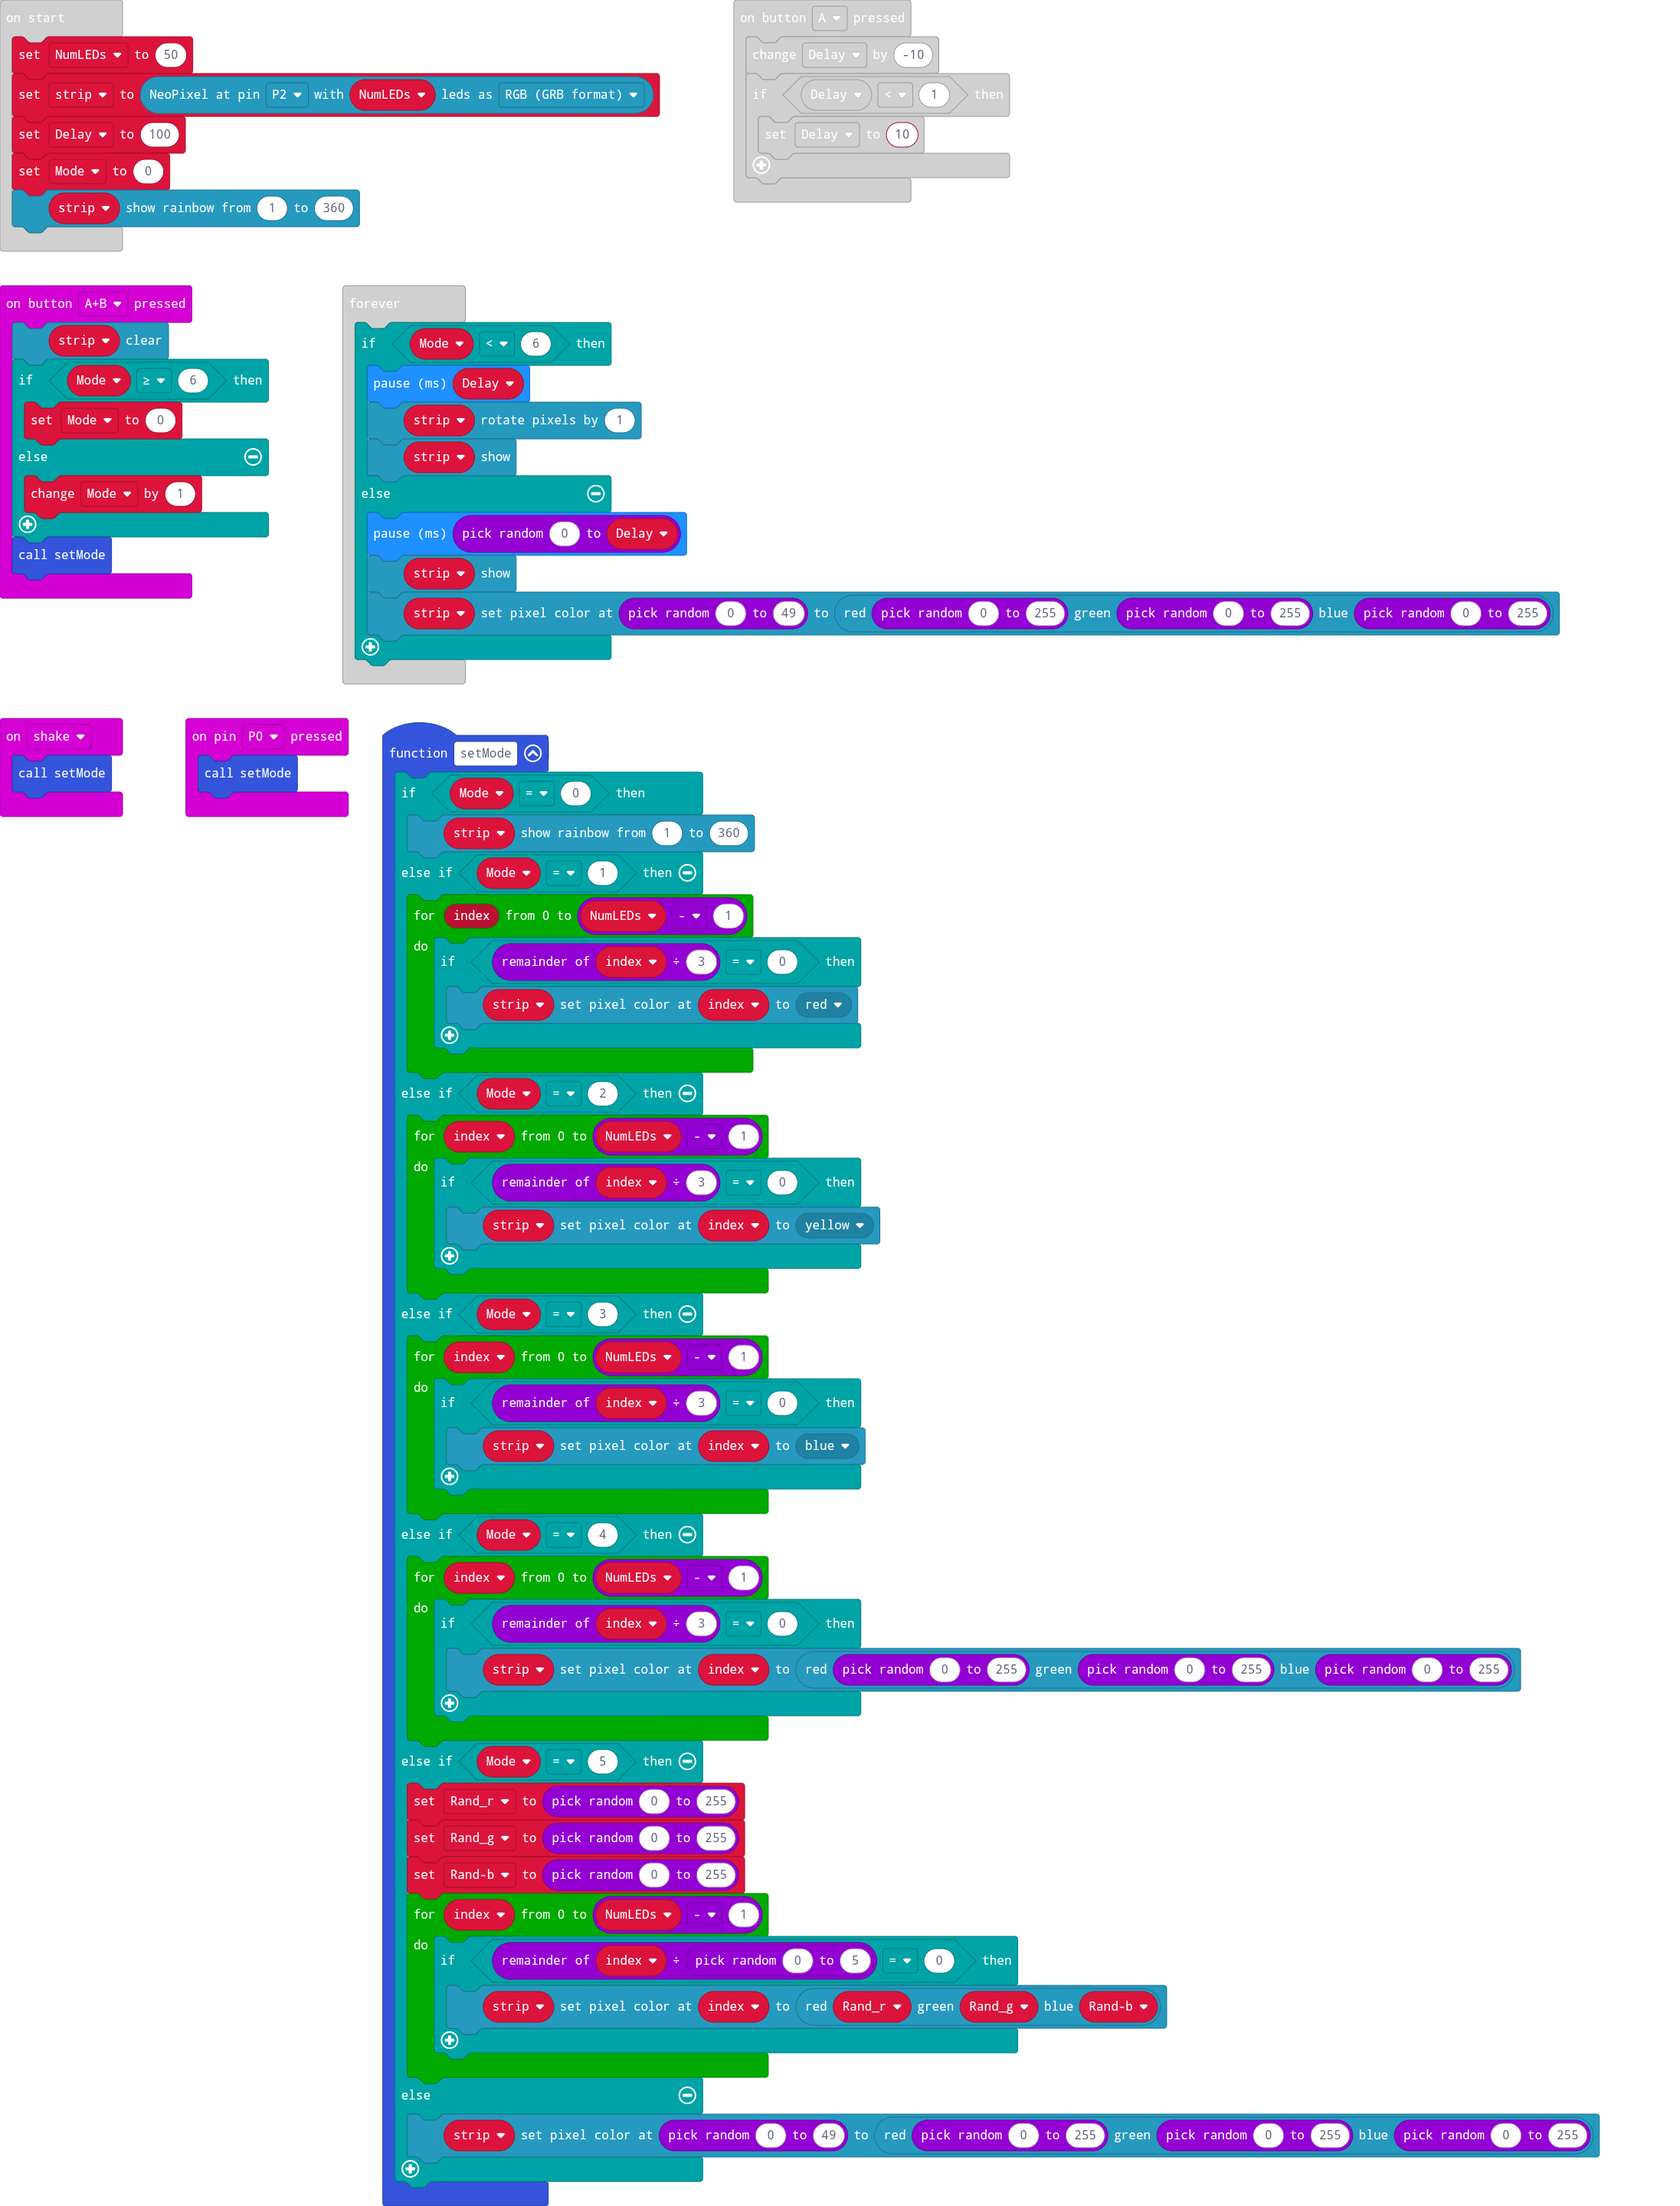 on start
set NumLEDs to 50
set strip to NeoPixel at pin P2 with NumLEDs leds as RGB (GRB format)
set Delay to 100
set Mode to 0
strip show rainbow from 1 to 360
on button A pressed
change Delay by -10
if Delay < 1 then
set Delay to 10
on button A+B pressed
strip clear
if Mode ≥ 6 then
set Mode to 0
else
change Mode by 1
call setMode
forever
if Mode < 6 then
pause (ms) Delay
strip rotate pixels by 1
strip show
else
pause (ms) pick random 0 to Delay
strip show
strip set pixel color at pick random 0 to 49 to red pick random 0 to 255 green pick random 0 to 255 blue pick random 0 to 255
on shake
call setMode
on pin P0 pressed
call setMode
function setMode
if Mode = 0 then
strip show rainbow from 1 to 360
else if Mode = 1 then
for index from 0 to NumLEDs - 1
do if remainder of index ÷ 3 = 0 then
strip set pixel color at index to red
else if Mode = 2 then
for index from 0 to NumLEDs - 1
do if remainder of index ÷ 3 = 0 then
strip set pixel color at index to yellow
else if Mode = 3 then
for index from 0 to NumLEDs - 1
do if remainder of index ÷ 3 = 0 then
strip set pixel color at index to blue
else if Mode = 4 then
for index from 0 to NumLEDs - 1
do if remainder of index ÷ 3 = 0 then
strip set pixel color at index to red pick random 0 to 255 green pick random 0 to 255 blue pick random 0 to 255
else if Mode = 5 then
set Rand_r to pick random 0 to 255
set Rand_g to pick random 0 to 255
set Rand-b to pick random 0 to 255
for index from 0 to NumLEDs - 1
do if remainder of index ÷ pick random 0 to 5 = 0 then
strip set pixel color at index to red Rand_r green Rand_g blue Rand-b
else
strip set pixel color at pick random 0 to 49 to red pick random 0 to 255 green pick random 0 to 255 blue pick random 0 to 255